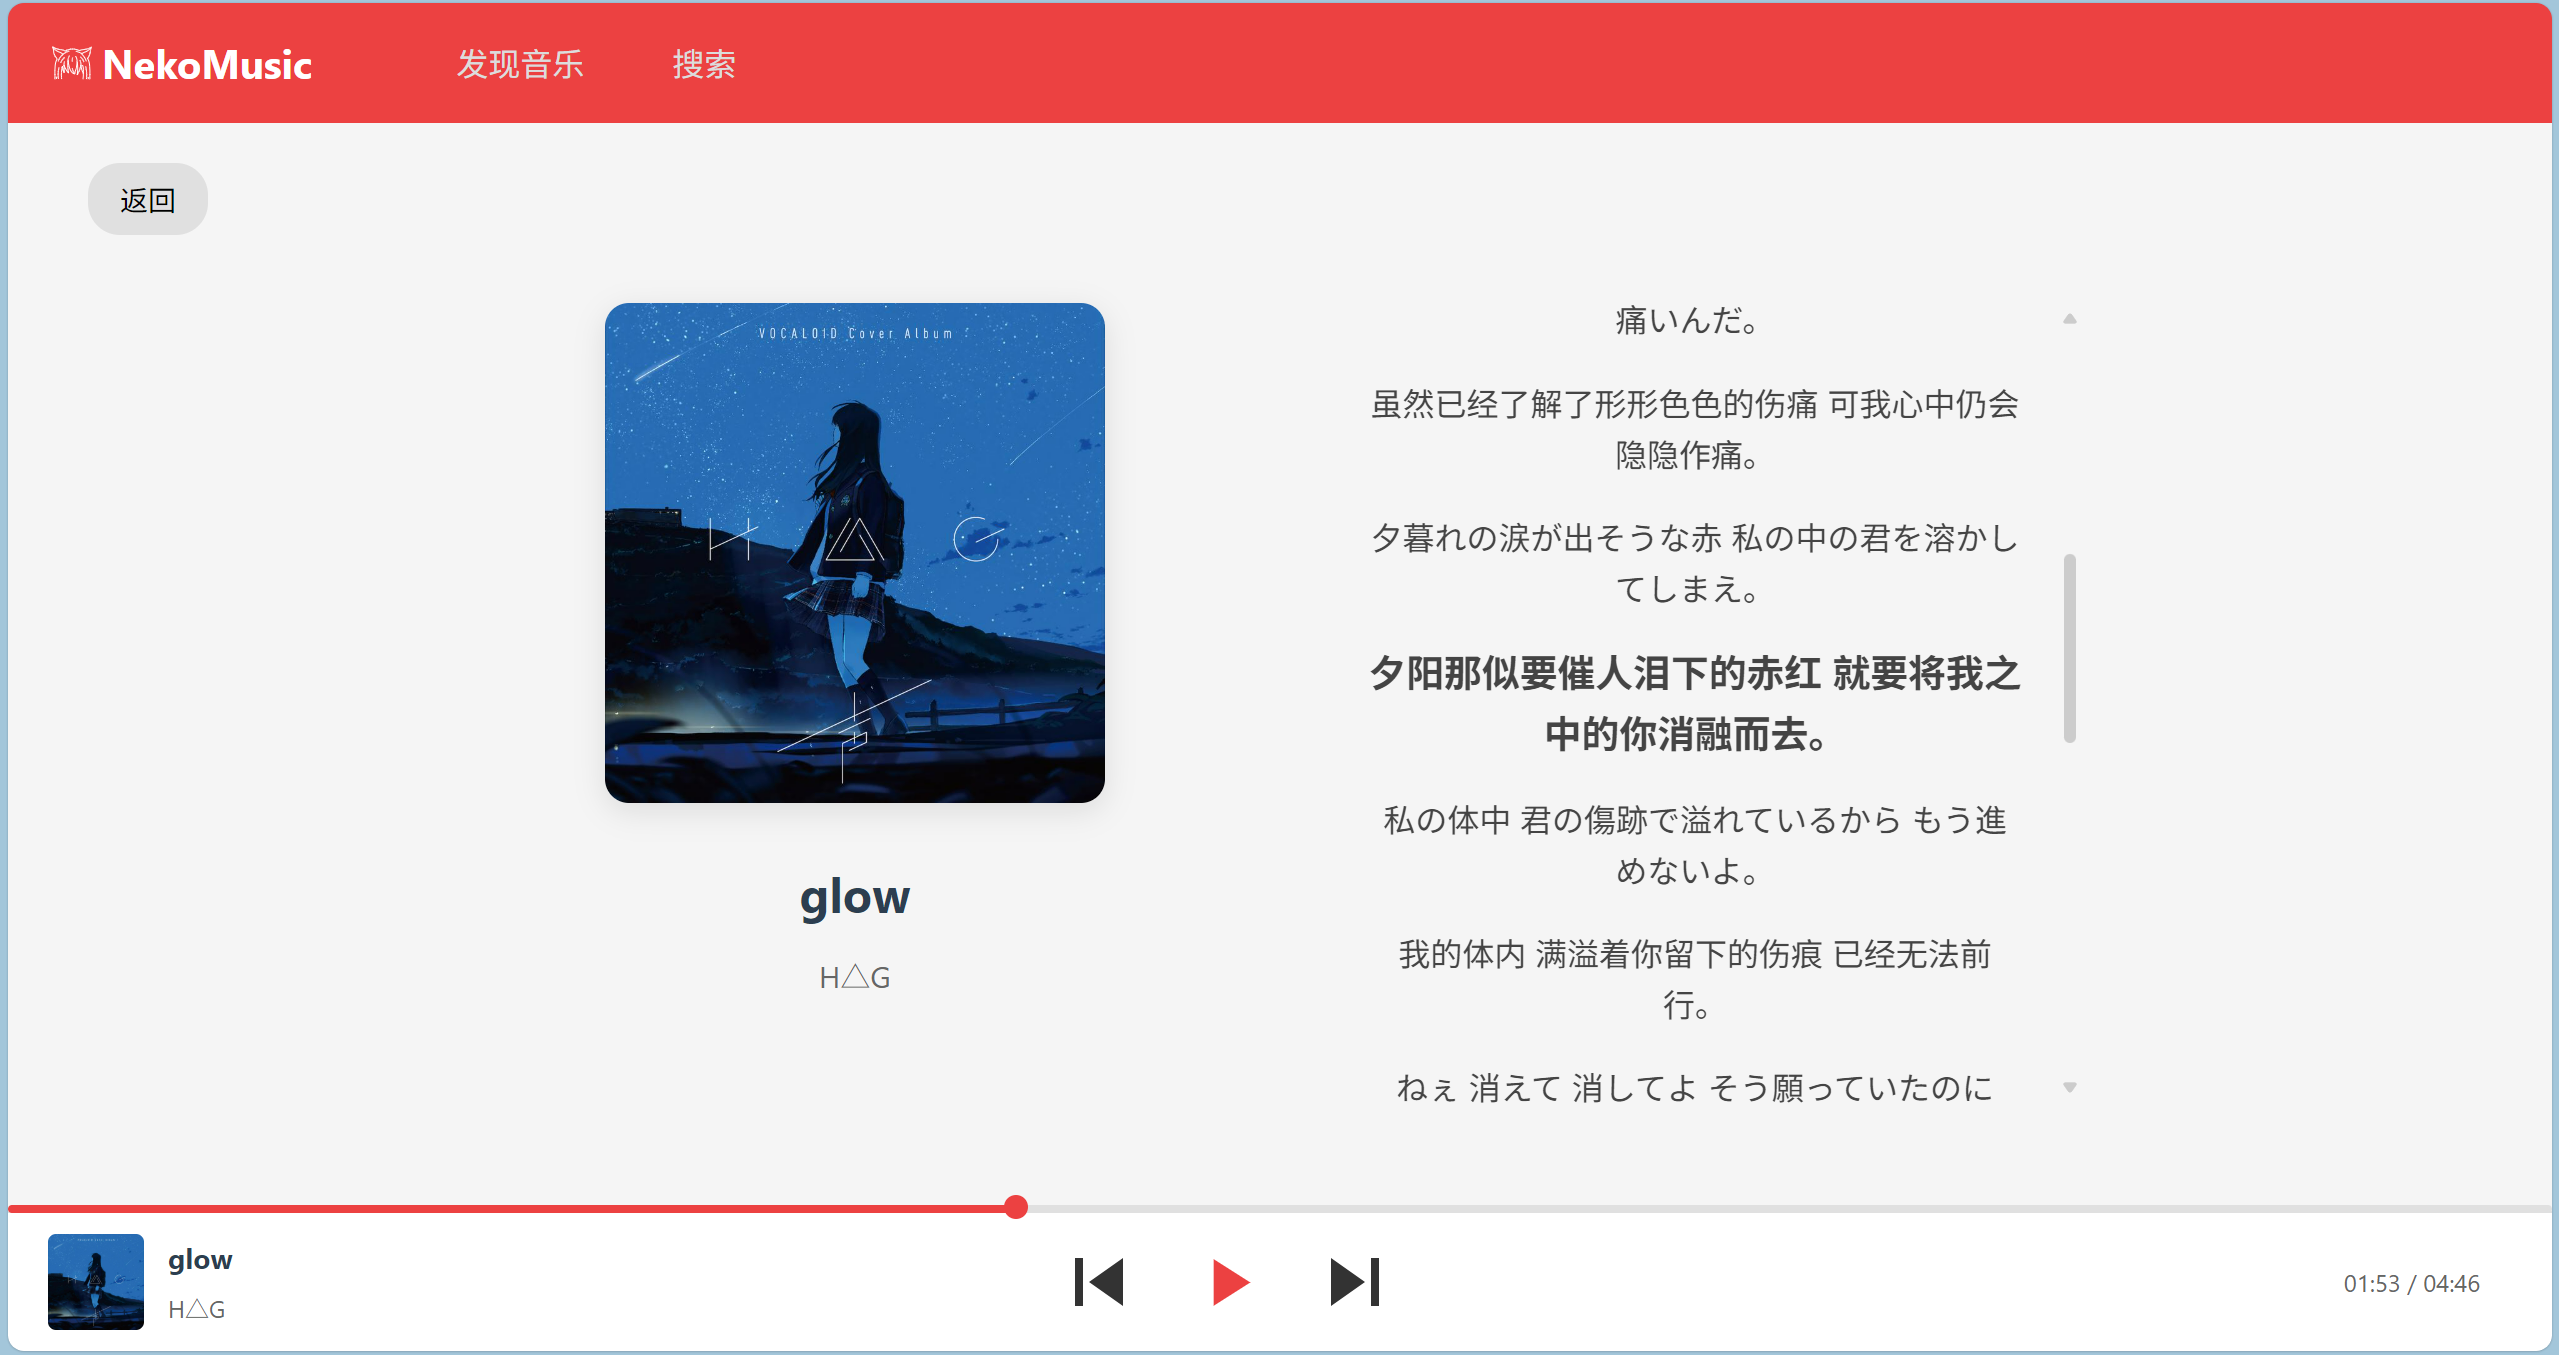 NekoMusic
发现音乐
搜索
返回
VOCALOID Cover Album
H△G
glow
H△G
痛いんだ。
虽然已经了解了形形色色的伤痛 可我心中仍会
隐隐作痛。
夕暮れの涙が出そうな赤 私の中の君を溶かし
てしまえ。
夕阳那似要催人泪下的赤红 就要将我之
中的你消融而去。
私の体中 君の傷跡で溢れているから もう進
めないよ。
我的体内 满溢着你留下的伤痕 已经无法前
行。
ねぇ 消えて 消してよ そう願っていたのに
glow
H△G
01:53 / 04:46